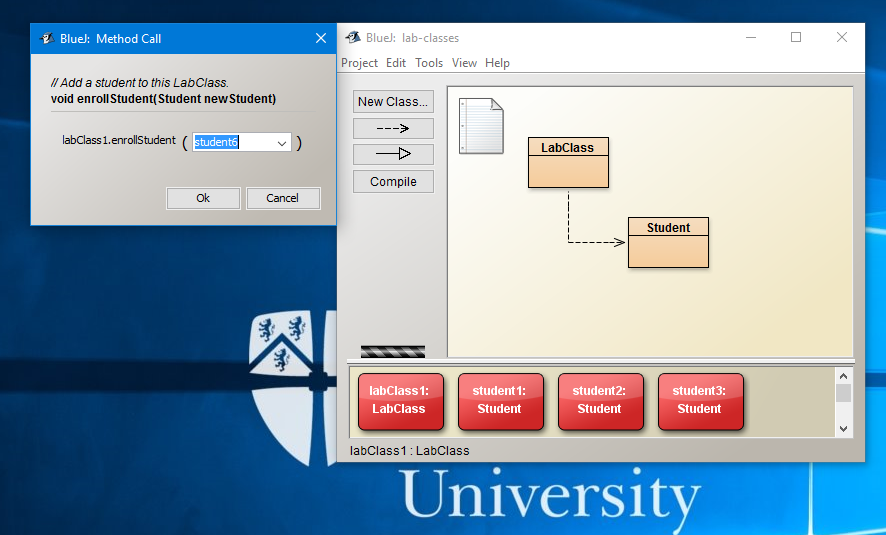 BlueJ: Method Call
// Add a student to this LabClass.
void enrollStudent(Student newStudent)
labClass1.enrollStudent ( student6 )
Ok Cancel
BlueJ: lab-classes
Project Edit Tools View Help
New Class...
Compile
LabClass
Student
labClass1:
LabClass
student1:
Student
student2:
Student
student3:
Student
labClass1 : LabClass
University